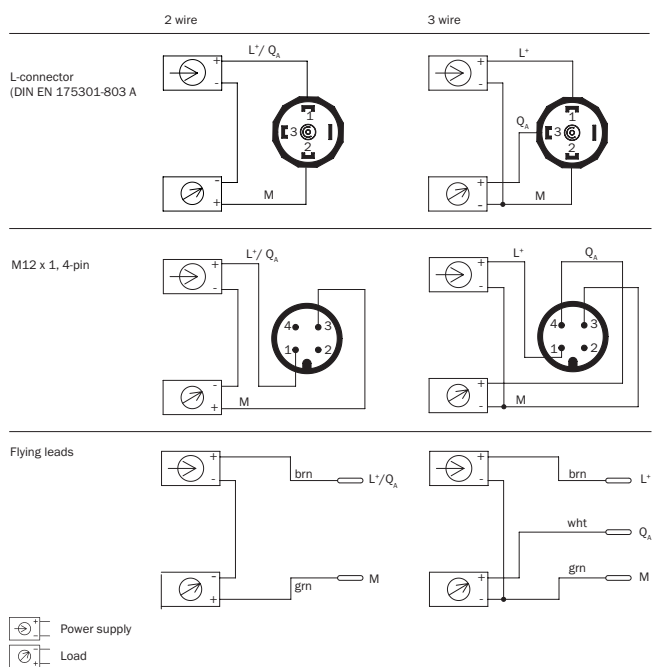 2 wire 3 wire
L-connector
(DIN EN 175301-803 A
L⁺/ Q_A
+
-
1
3
2
-
+
M
L⁺
+
-
Q_A
1
3
2
+
-
M
M12 x 1, 4-pin
L⁺/ Q_A
+
-
4 3
1 2
-
+
M
L⁺ Q_A
+
-
4 3
1 2
+
-
M
Flying leads
+
-
brn L⁺/Q_A
-
+
grn M
+
-
brn L⁺
wht Q_A
+
-
grn M
+
-
Power supply
-
+
Load